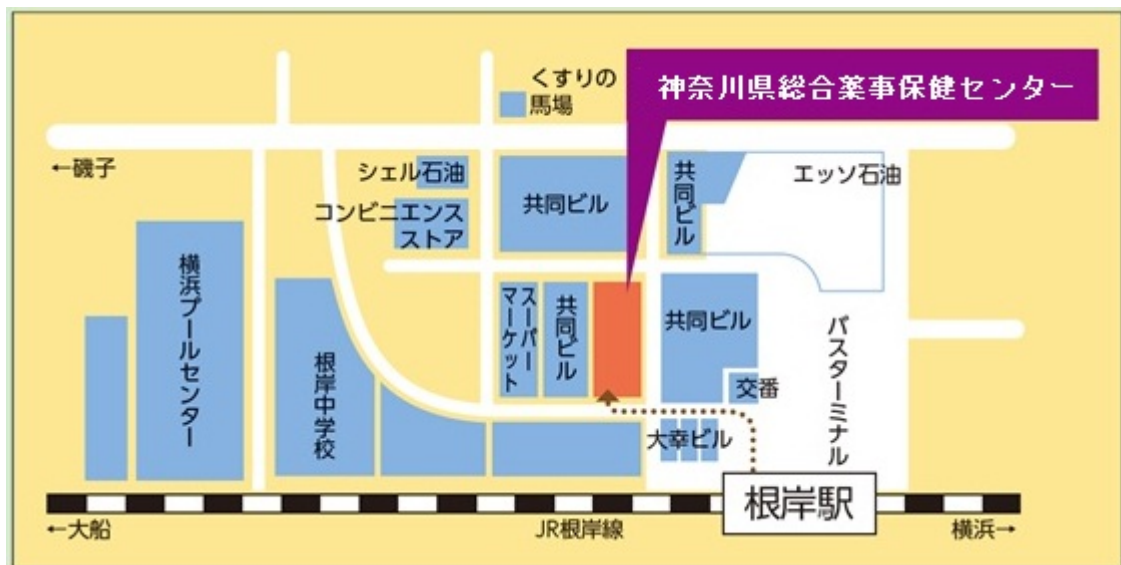 神奈川県総合薬事保健センター
くすりの
馬場
←磯子
シェル石油
コンビニエンス
ストア
共同ビル
共同ビル
エッソ石油
横浜プールセンター
根岸中学校
スーパー
マーケット
共同ビル
共同ビル
交番
バスターミナル
大幸ビル
根岸駅
←大船
JR根岸線
横浜→